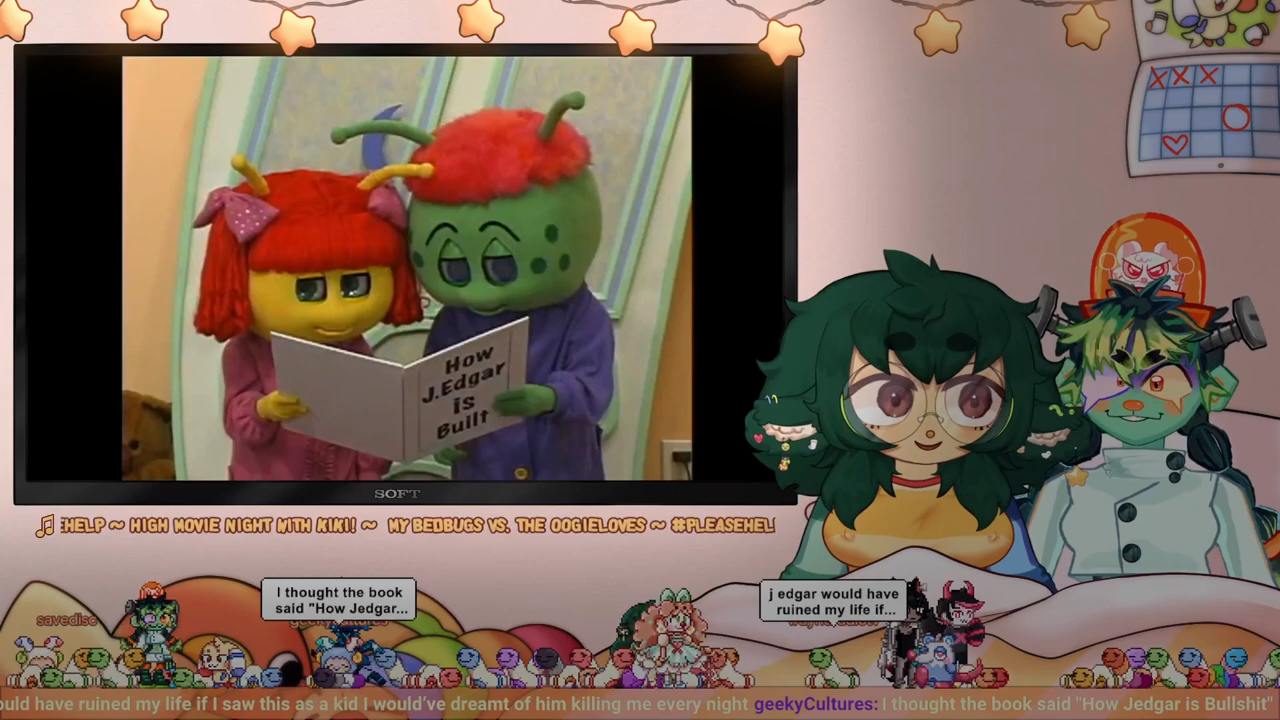 How
J.Edgar
is
Built
SOFT
HELP ~ HIGH MOVIE NIGHT WITH KIKI! ~ MY BEDBUGS VS. THE OOGIELOVES ~ #PLEASEHEL
I thought the book
said "How Jedgar...
j edgar would have
ruined my life if...
savedisc
geekyCultures
ould have ruined my life if I saw this as a kid I would've dreamt of him killing me every night geekyCultures: I thought the book said "How Jedgar is Bullshit"